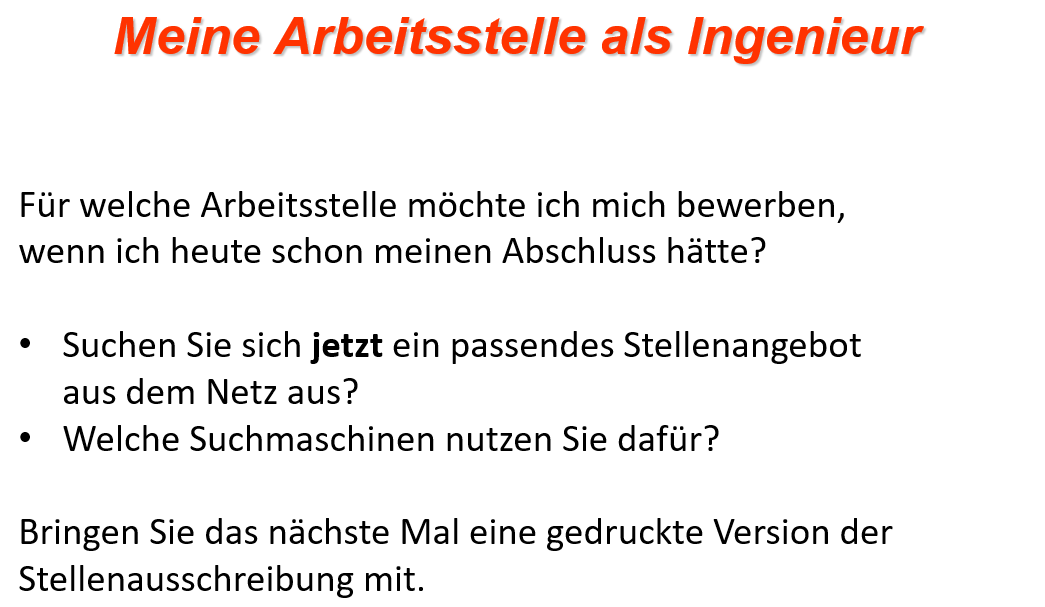 Meine Arbeitsstelle als Ingenieur
Für welche Arbeitsstelle möchte ich mich bewerben,
wenn ich heute schon meinen Abschluss hätte?
• Suchen Sie sich jetzt ein passendes Stellenangebot
aus dem Netz aus?
• Welche Suchmaschinen nutzen Sie dafür?
Bringen Sie das nächste Mal eine gedruckte Version der
Stellenausschreibung mit.